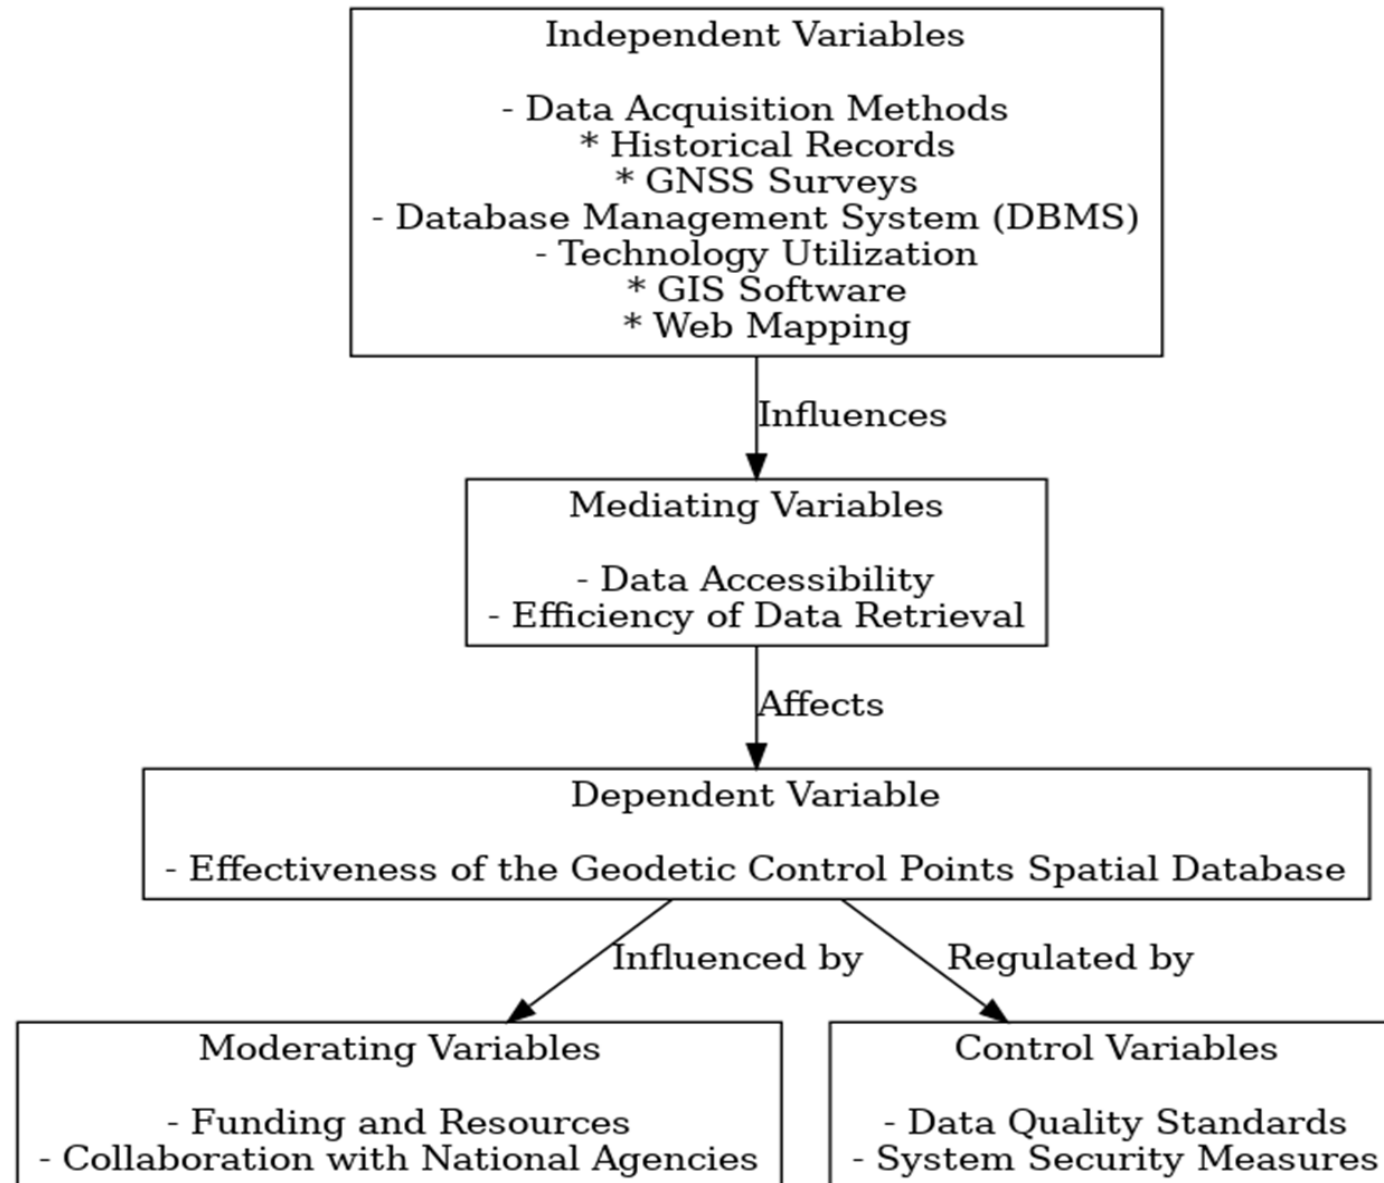 Independent Variables
- Data Acquisition Methods
* Historical Records
* GNSS Surveys
- Database Management System (DBMS)
- Technology Utilization
* GIS Software
* Web Mapping
Influences
Mediating Variables
- Data Accessibility
- Efficiency of Data Retrieval
Affects
Dependent Variable
- Effectiveness of the Geodetic Control Points Spatial Database
Influenced by
Regulated by
Moderating Variables
- Funding and Resources
- Collaboration with National Agencies
Control Variables
- Data Quality Standards
- System Security Measures